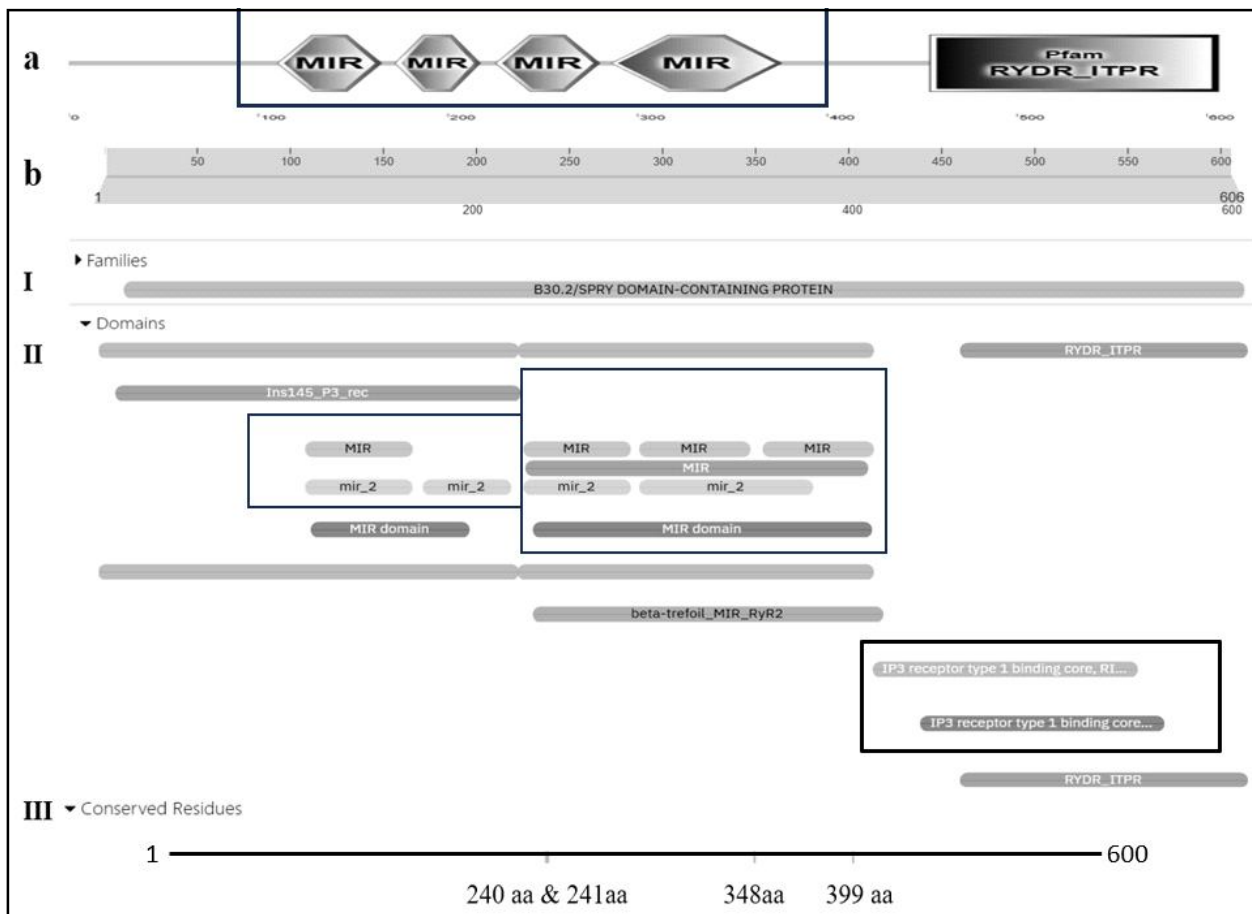 a
MIR MIR MIR MIR
Pfam
RYDR_ITPR
'0 '100 '200 '300 '400 '500 '600
b
50 100 150 200 250 300 350 400 450 500 550 600
1 606
200 400 600
Families
I
B30.2/SPRY DOMAIN-CONTAINING PROTEIN
Domains
II
RYDR_ITPR
Ins145_P3_rec
MIR MIR MIR MIR
MIR
mir_2 mir_2 mir_2 mir_2
MIR domain MIR domain
beta-trefoil_MIR_RyR2
IP3 receptor type 1 binding core, RI...
IP3 receptor type 1 binding core...
RYDR_ITPR
III Conserved Residues
1 600
240 aa & 241aa 348aa 399 aa